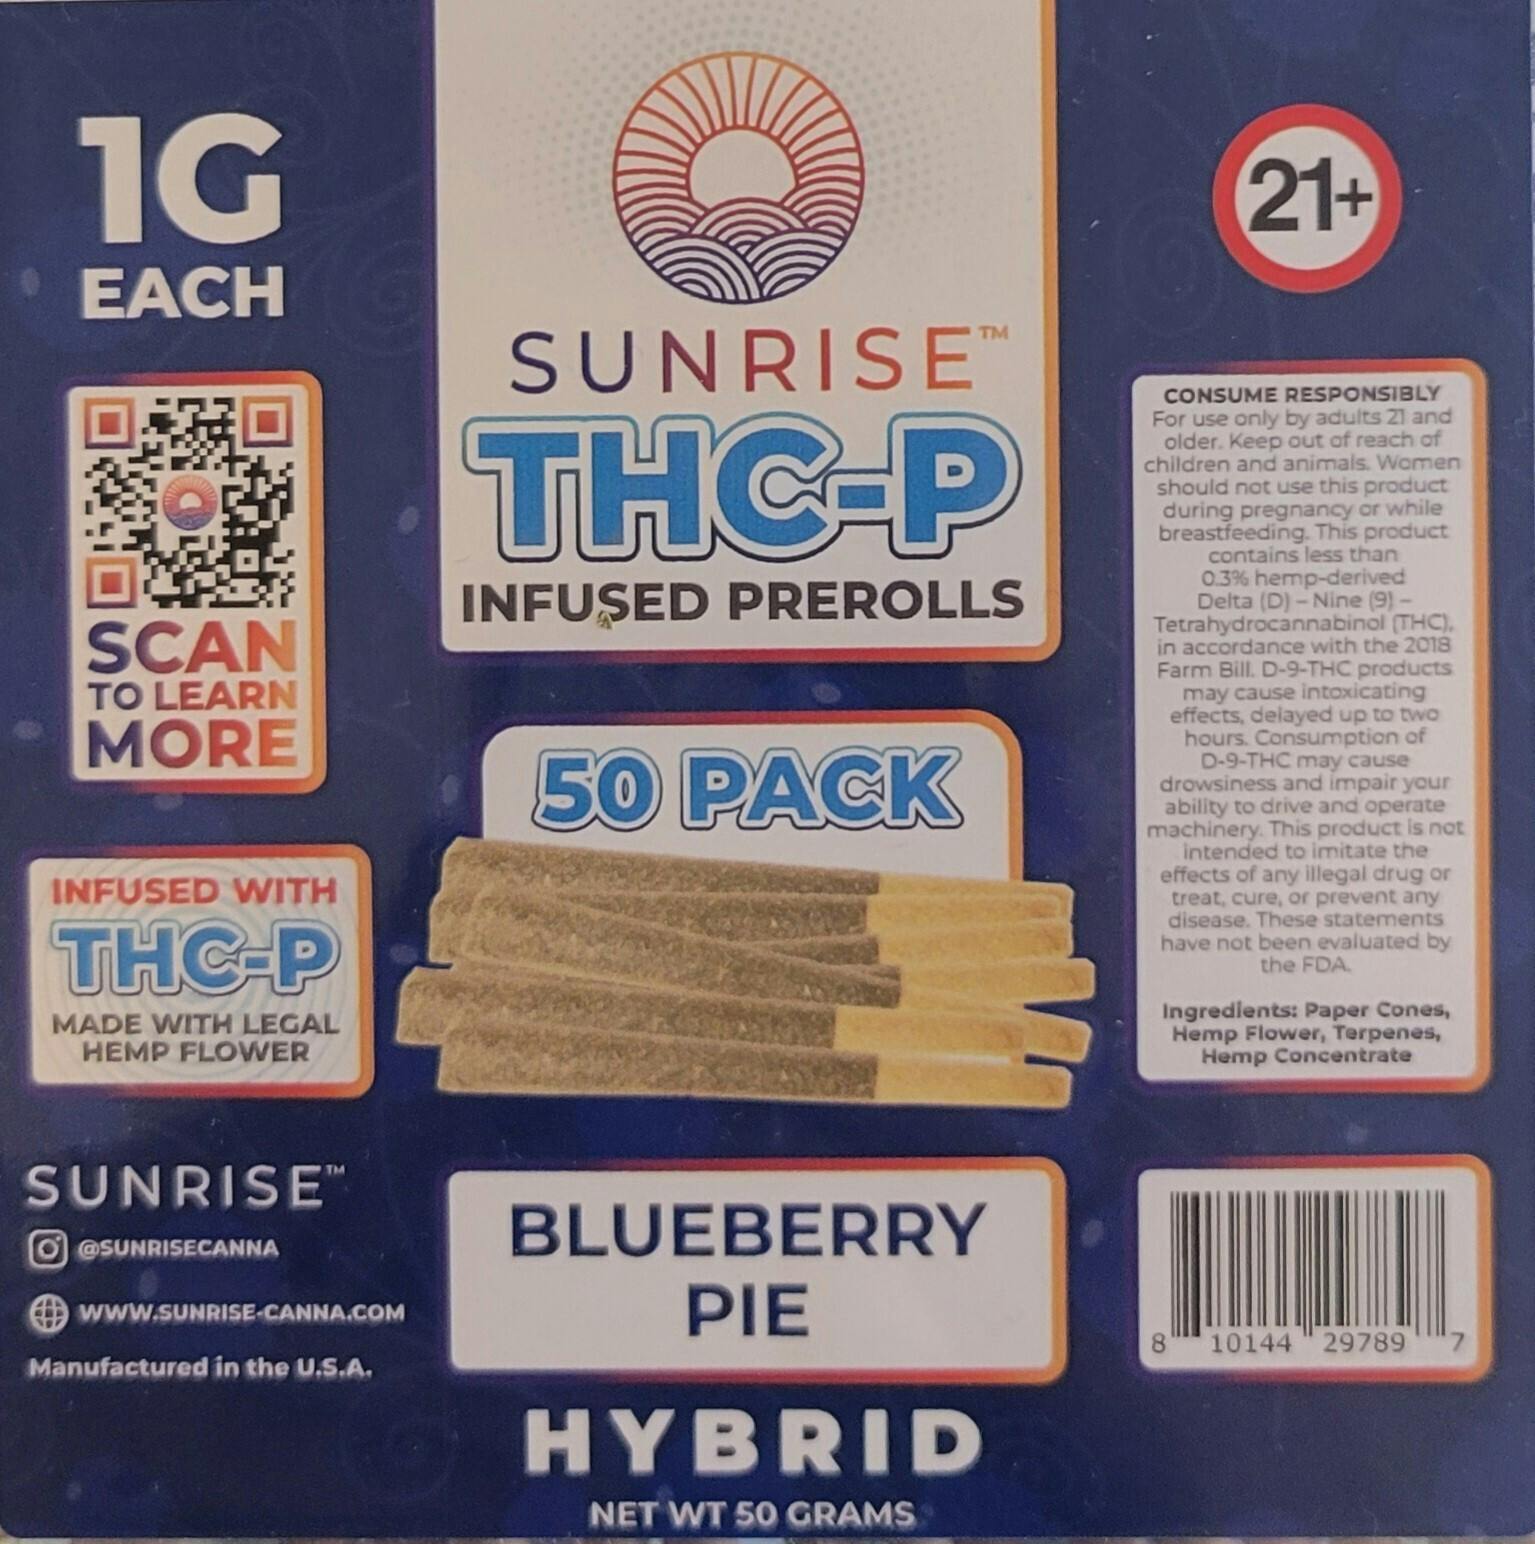 1G
EACH
SCAN
TO LEARN
MORE
INFUSED WITH
THC-P
MADE WITH LEGAL
HEMP FLOWER
SUNRISE™
@SUNRISECANNA
WWW.SUNRISE-CANNA.COM
Manufactured in the U.S.A.
SUNRISE™
THC-P
INFUSED PREROLLS
50 PACK
BLUEBERRY
PIE
HYBRID
NET WT 50 GRAMS
21+
CONSUME RESPONSIBLY
For use only by adults 21 and
older. Keep out of reach of
children and animals. Women
should not use this product
during pregnancy or while
breastfeeding. This product
contains less than
0.3% hemp-derived
Delta (D) – Nine (9) –
Tetrahydrocannabinol (THC),
in accordance with the 2018
Farm Bill. D-9-THC products
may cause intoxicating
effects, delayed up to two
hours. Consumption of
D-9-THC may cause
drowsiness and impair your
ability to drive and operate
machinery. This product is not
intended to imitate the
effects of any illegal drug or
treat, cure, or prevent any
disease. These statements
have not been evaluated by
the FDA.
Ingredients: Paper Cones,
Hemp Flower, Terpenes,
Hemp Concentrate
8 10144 29789 7